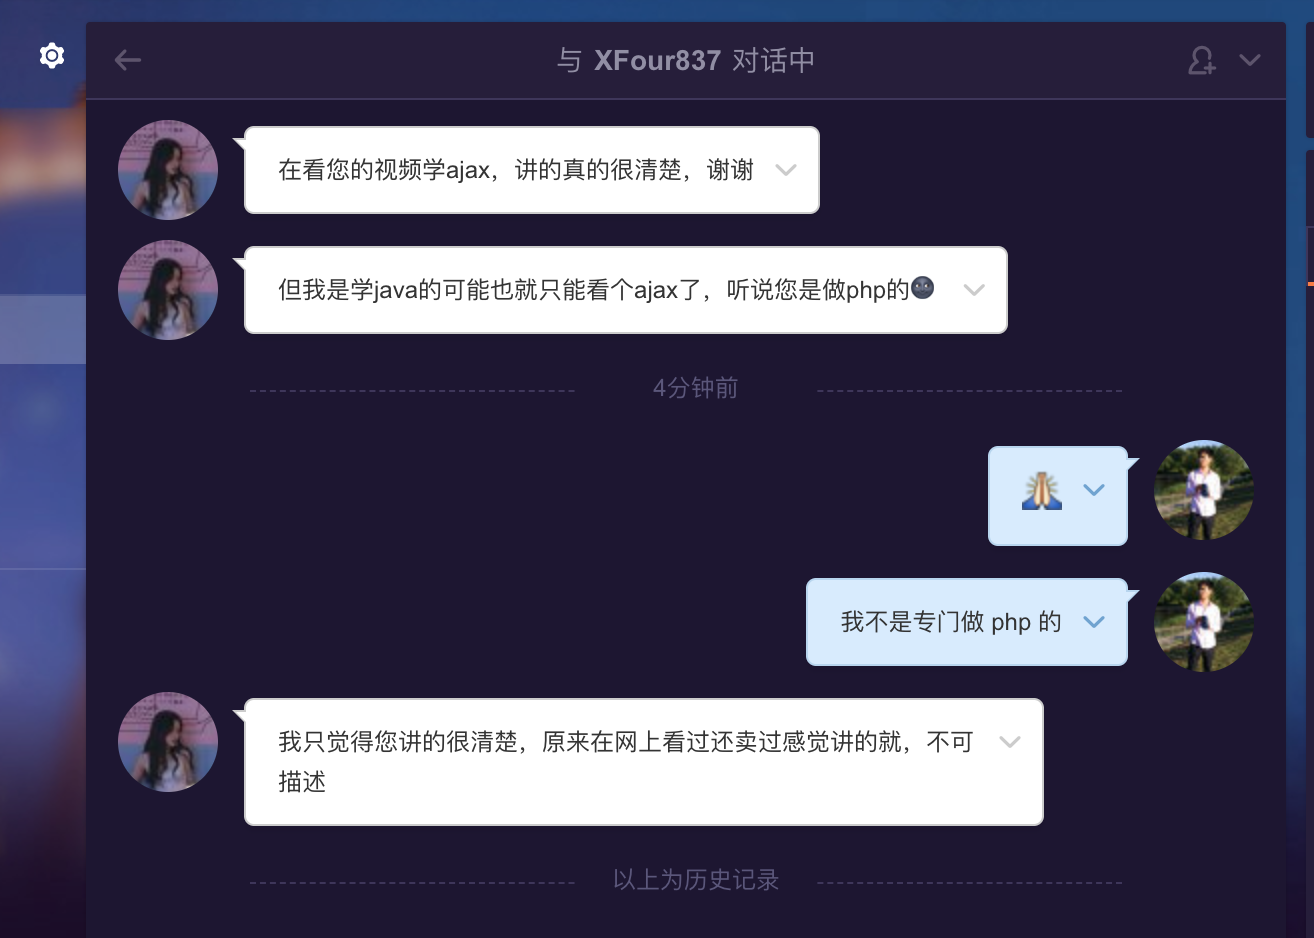 与 XFour837 对话中
在看您的视频学ajax，讲的真的很清楚，谢谢
但我是学java的可能也就只能看个ajax了，听说您是做php的🌚
4分钟前
🙏
我不是专门做 php 的
我只觉得您讲的很清楚，原来在网上看过还卖过感觉讲的就，不可
描述
以上为历史记录